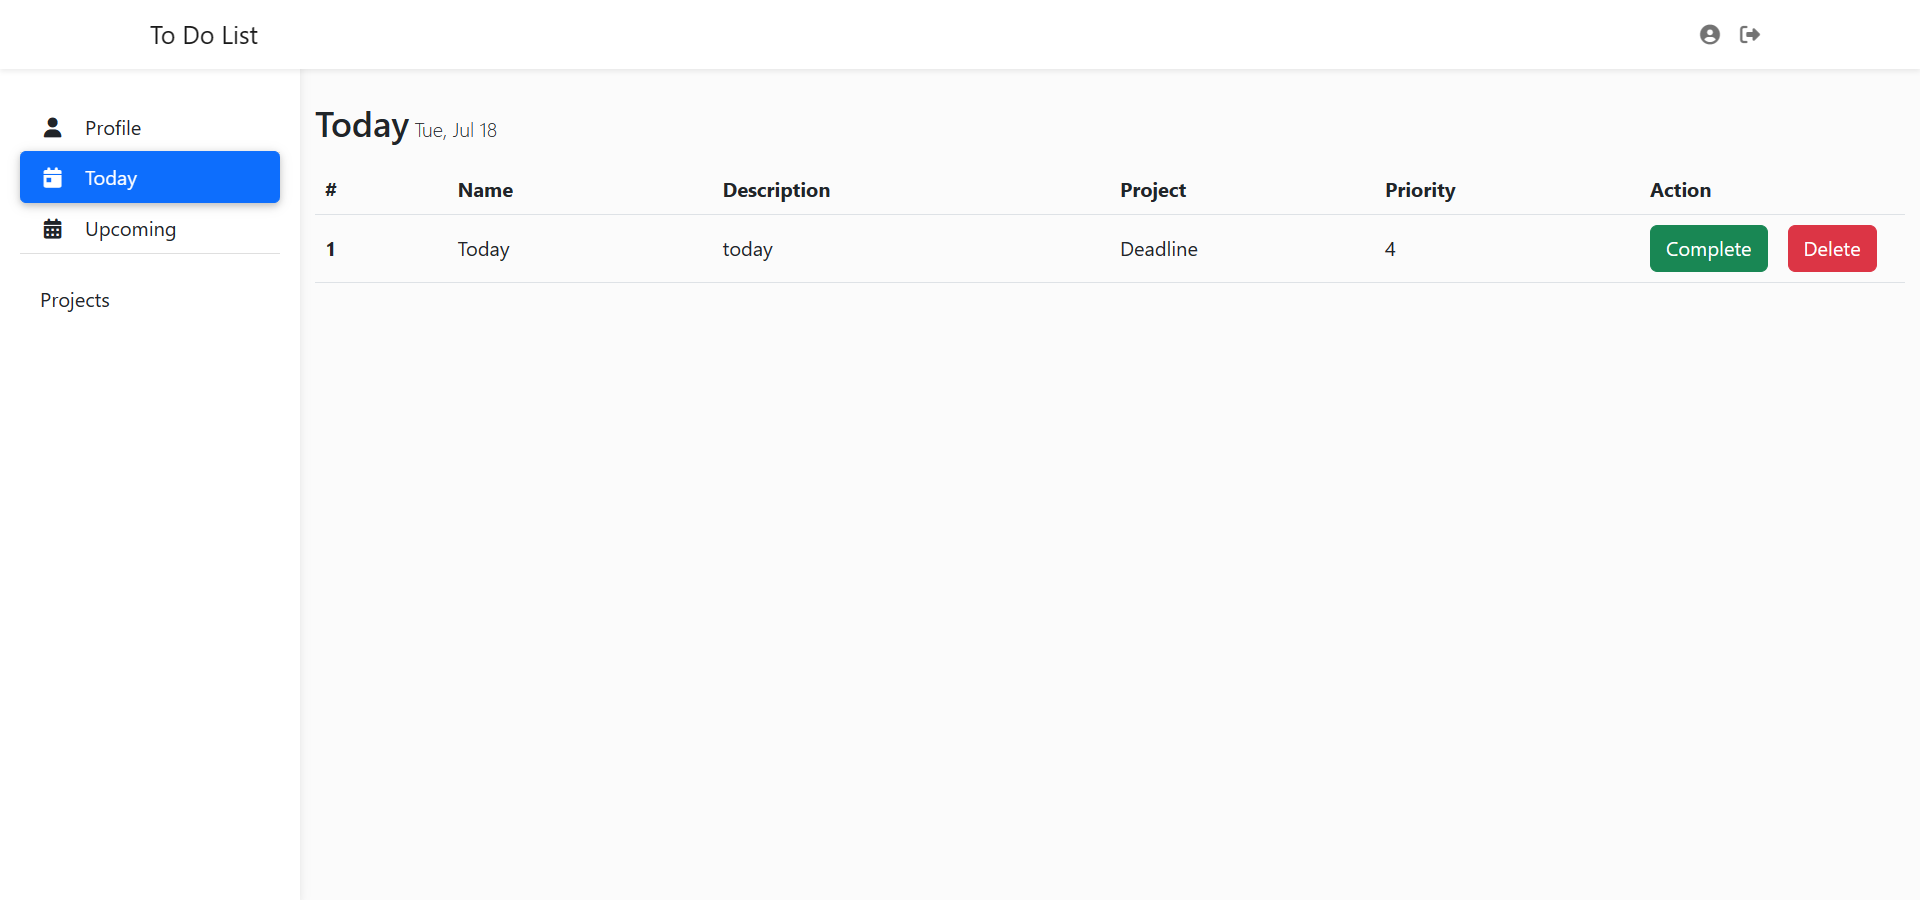 To Do List
Profile
Today
Upcoming
Projects
Today Tue, Jul 18
# Name Description Project Priority Action
1 Today today Deadline 4 Complete Delete